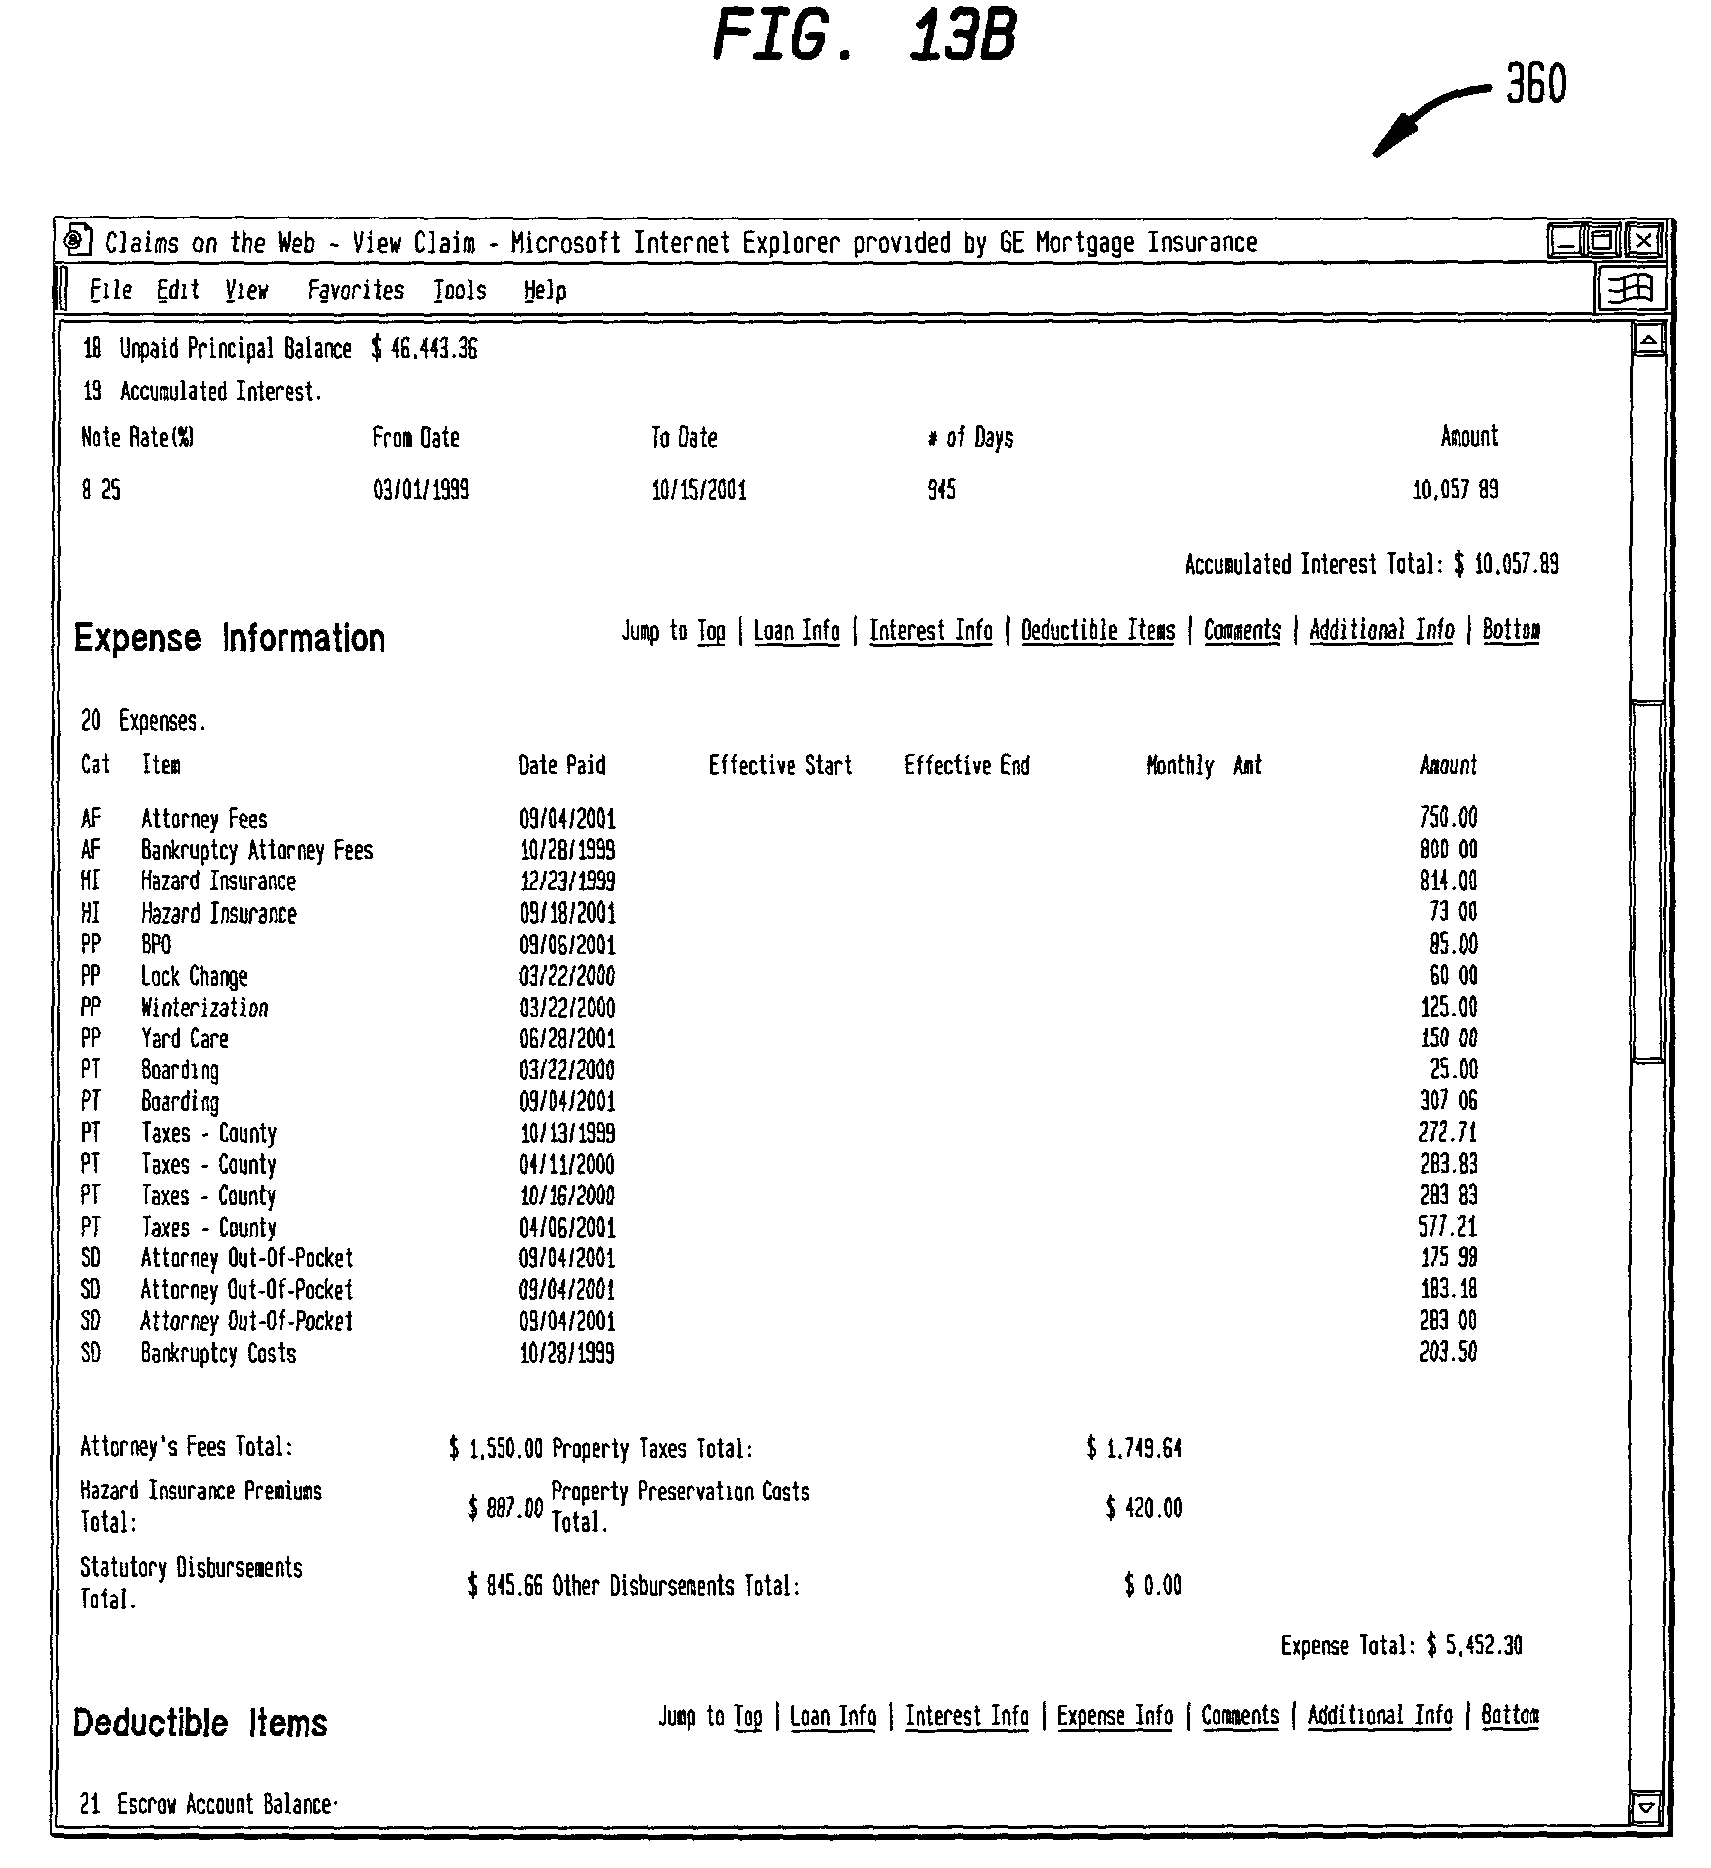 FIG. 13B
360
Claims on the Web - View Claim - Microsoft Internet Explorer provided by GE Mortgage Insurance
File Edit View Favorites Tools Help
18 Unpaid Principal Balance $ 46,443.36
19 Accumulated Interest.
Note Rate(%) From Date To Date # of Days Amount
8 25 03/01/1999 10/15/2001 945 10,057 89
Accumulated Interest Total: $ 10,057.89
Expense Information Jump to Top | Loan Info | Interest Info | Deductible Items | Comments | Additional Info | Bottom
20 Expenses.
Cat Item Date Paid Effective Start Effective End Monthly Amt Amount
AF Attorney Fees 09/04/2001 750.00
AF Bankruptcy Attorney Fees 10/28/1999 800 00
HI Hazard Insurance 12/23/1999 814.00
HI Hazard Insurance 09/18/2001 73 00
PP BPO 09/06/2001 85.00
PP Lock Change 03/22/2000 60 00
PP Winterization 03/22/2000 125.00
PP Yard Care 06/28/2001 150 00
PT Boarding 03/22/2000 25.00
PT Boarding 09/04/2001 307 06
PT Taxes - County 10/13/1999 272.71
PT Taxes - County 04/11/2000 283.83
PT Taxes - County 10/16/2000 283 83
PT Taxes - County 04/06/2001 577.21
SD Attorney Out-Of-Pocket 09/04/2001 175 98
SD Attorney Out-Of-Pocket 09/04/2001 183.18
SD Attorney Out-Of-Pocket 09/04/2001 283 00
SD Bankruptcy Costs 10/28/1999 203.50
Attorney's Fees Total: $ 1,550.00 Property Taxes Total: $ 1,749.64
Hazard Insurance Premiums Property Preservation Costs
Total: $ 887.00 Total. $ 420.00
Statutory Disbursements
Total. $ 845.66 Other Disbursements Total: $ 0.00
Expense Total: $ 5,452.30
Deductible Items Jump to Top | Loan Info | Interest Info | Expense Info | Comments | Additional Info | Bottom
21 Escrow Account Balance·